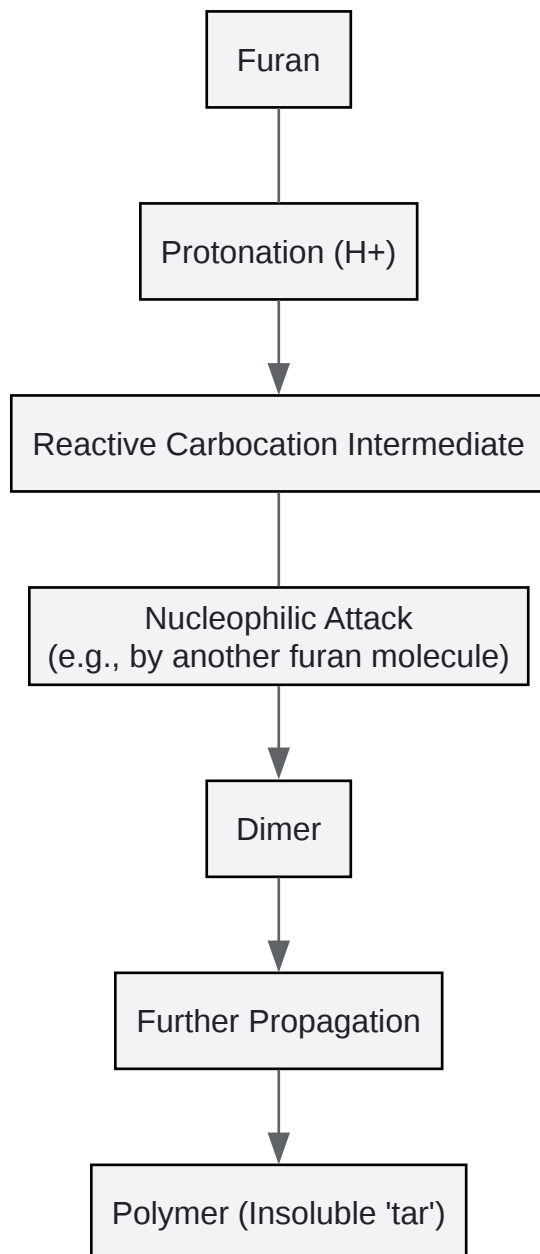 Furan
Protonation (H+)
Reactive Carbocation Intermediate
Nucleophilic Attack
(e.g., by another furan molecule)
Dimer
Further Propagation
Polymer (Insoluble 'tar')